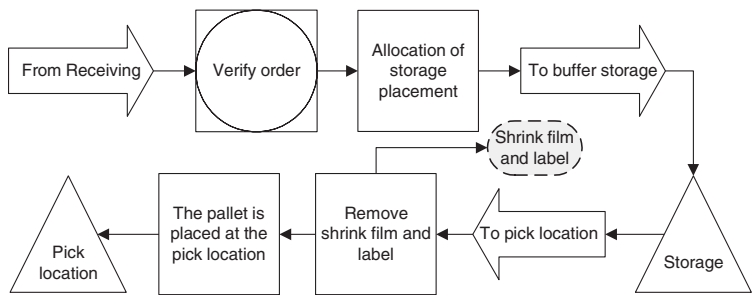 From Receiving
Verify order
Allocation of
storage
placement
To buffer storage
Shrink film
and label
Pick
location
The pallet is
placed at the
pick location
Remove
shrink film and
label
To pick location
Storage